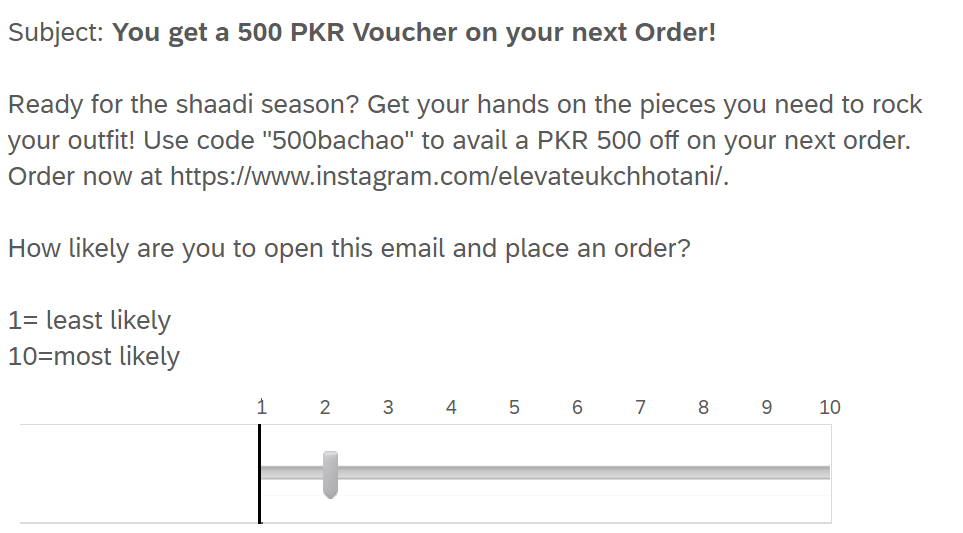 Subject: You get a 500 PKR Voucher on your next Order!
Ready for the shaadi season? Get your hands on the pieces you need to rock
your outfit! Use code "500bachao" to avail a PKR 500 off on your next order.
Order now at https://www.instagram.com/elevateukchhotani/.
How likely are you to open this email and place an order?
1= least likely
10=most likely
1 2 3 4 5 6 7 8 9 10